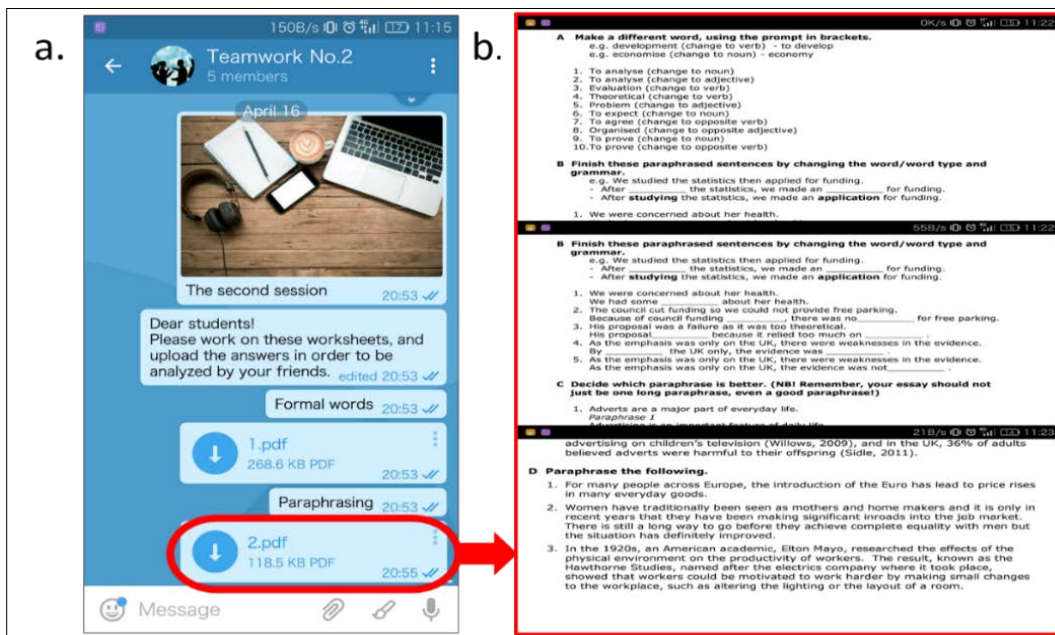 a.
150B/s 17 11:15
Teamwork No.2
5 members
April 16
The second session
20:53
Dear students!
Please work on these worksheets, and
upload the answers in order to be
analyzed by your friends. edited 20:53
Formal words 20:53
1.pdf
268.6 KB PDF
20:53
Paraphrasing 20:53
2.pdf
118.5 KB PDF
20:55
Message
b.
0K/s 11:22
A Make a different word, using the prompt in brackets.
e.g. development (change to verb) - to develop
e.g. economise (change to noun) - economy
1. To analyse (change to noun)
2. To analyse (change to adjective)
3. Evaluation (change to verb)
4. Theoretical (change to verb)
5. Problem (change to adjective)
6. To expect (change to noun)
7. To agree (change to opposite verb)
8. Organised (change to opposite adjective)
9. To prove (change to noun)
10.To prove (change to opposite verb)
B Finish these paraphrased sentences by changing the word/word type and
grammar.
e.g. We studied the statistics then applied for funding.
- After __________ the statistics, we made an __________ for funding.
- After studying the statistics, we made an application for funding.
1. We were concerned about her health.
55B/s 11:22
B Finish these paraphrased sentences by changing the word/word type and
grammar.
e.g. We studied the statistics then applied for funding.
- After __________ the statistics, we made an __________ for funding.
- After studying the statistics, we made an application for funding.
1. We were concerned about her health.
We had some __________ about her health.
2. The council cut funding so we could not provide free parking.
Because of council funding __________, there was no__________ for free parking.
3. His proposal was a failure as it was too theoretical.
His proposal__________ because it relied too much on __________ .
4. As the emphasis was only on the UK, there were weaknesses in the evidence.
By __________ the UK only, the evidence was __________ .
5. As the emphasis was only on the UK, there were weaknesses in the evidence.
As the emphasis was only on the UK, the evidence was not__________ .
C Decide which paraphrase is better. (NB! Remember, your essay should not
just be one long paraphrase, even a good paraphrase!)
1. Adverts are a major part of everyday life.
Paraphrase 1
Advertising is an important feature of daily life.
21B/s 11:23
advertising on children's television (Willows, 2009), and in the UK, 36% of adults
believed adverts were harmful to their offspring (Sidle, 2011).
D Paraphrase the following.
1. For many people across Europe, the introduction of the Euro has lead to price rises
in many everyday goods.
2. Women have traditionally been seen as mothers and home makers and it is only in
recent years that they have been making significant inroads into the job market.
There is still a long way to go before they achieve complete equality with men but
the situation has definitely improved.
3. In the 1920s, an American academic, Elton Mayo, researched the effects of the
physical environment on the productivity of workers. The result, known as the
Hawthorne Studies, named after the electrics company where it took place,
showed that workers could be motivated to work harder by making small changes
to the workplace, such as altering the lighting or the layout of a room.